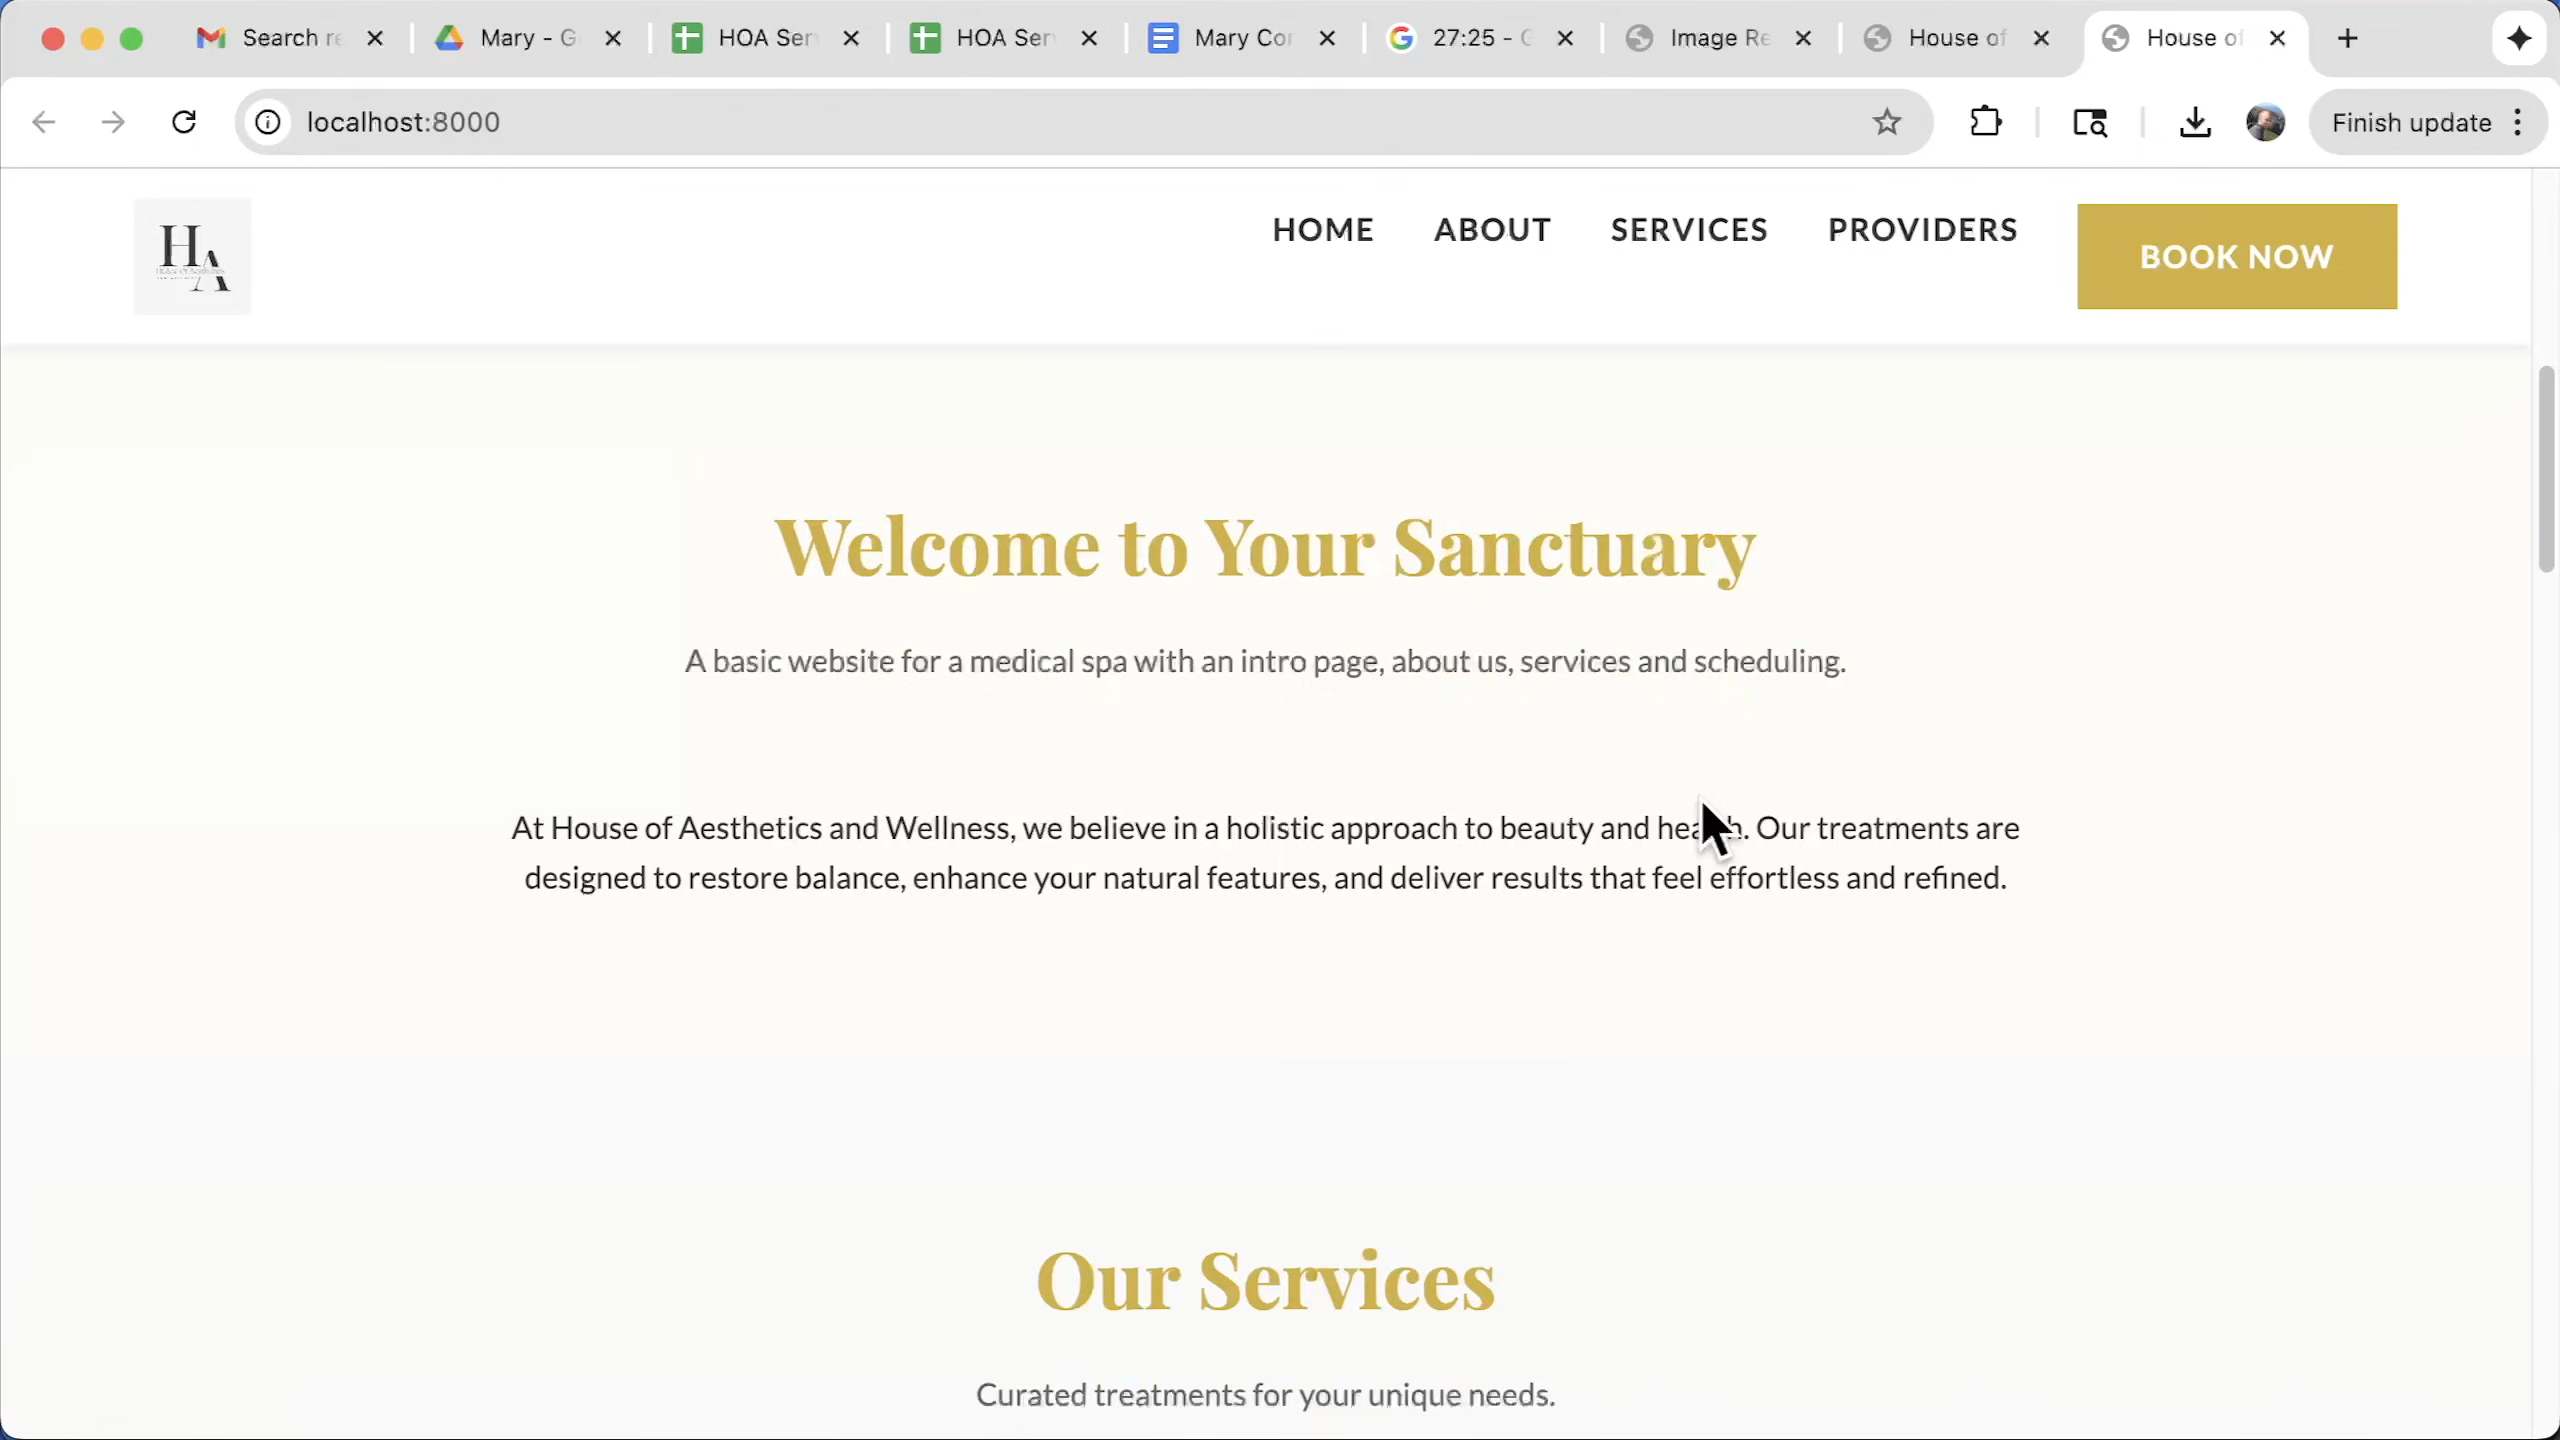 Search re
Mary - G
HOA Ser
HOA Ser
Mary Cor
27:25 - G
Image Re
House of
House of
localhost:8000
Finish update
HA
HOME
ABOUT
SERVICES
PROVIDERS
BOOK NOW
Welcome to Your Sanctuary
A basic website for a medical spa with an intro page, about us, services and scheduling.
At House of Aesthetics and Wellness, we believe in a holistic approach to beauty and health. Our treatments are
designed to restore balance, enhance your natural features, and deliver results that feel effortless and refined.
Our Services
Curated treatments for your unique needs.